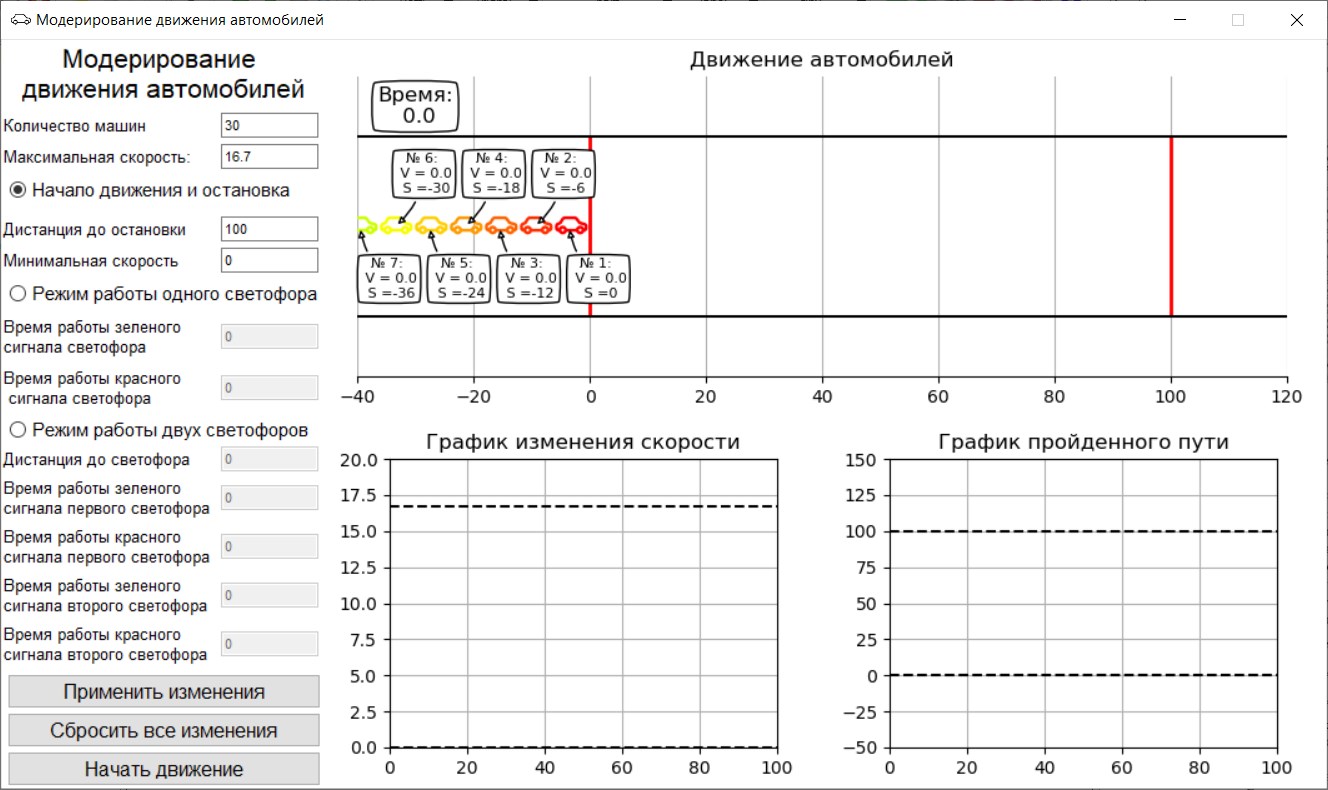 Модерирование движения автомобилей
Модерирование
движения автомобилей
Количество машин
30
Максимальная скорость:
16.7
Начало движения и остановка
Дистанция до остановки
100
Минимальная скорость
0
Режим работы одного светофора
Время работы зеленого
сигнала светофора
0
Время работы красного
сигнала светофора
0
Режим работы двух светофоров
Дистанция до светофора
0
Время работы зеленого
сигнала первого светофора
0
Время работы красного
сигнала первого светофора
0
Время работы зеленого
сигнала второго светофора
0
Время работы красного
сигнала второго светофора
0
Применить изменения
Сбросить все изменения
Начать движение
Движение автомобилей
Время:
0.0
№ 6:
V = 0.0
S =-30
№ 4:
V = 0.0
S =-18
№ 2:
V = 0.0
S =-6
№ 7:
V = 0.0
S =-36
№ 5:
V = 0.0
S =-24
№ 3:
V = 0.0
S =-12
№ 1:
V = 0.0
S =0
−40 −20 0 20 40 60 80 100 120
График изменения скорости
20.0
17.5
15.0
12.5
10.0
7.5
5.0
2.5
0.0
0 20 40 60 80 100
График пройденного пути
150
125
100
75
50
25
0
−25
−50
0 20 40 60 80 100